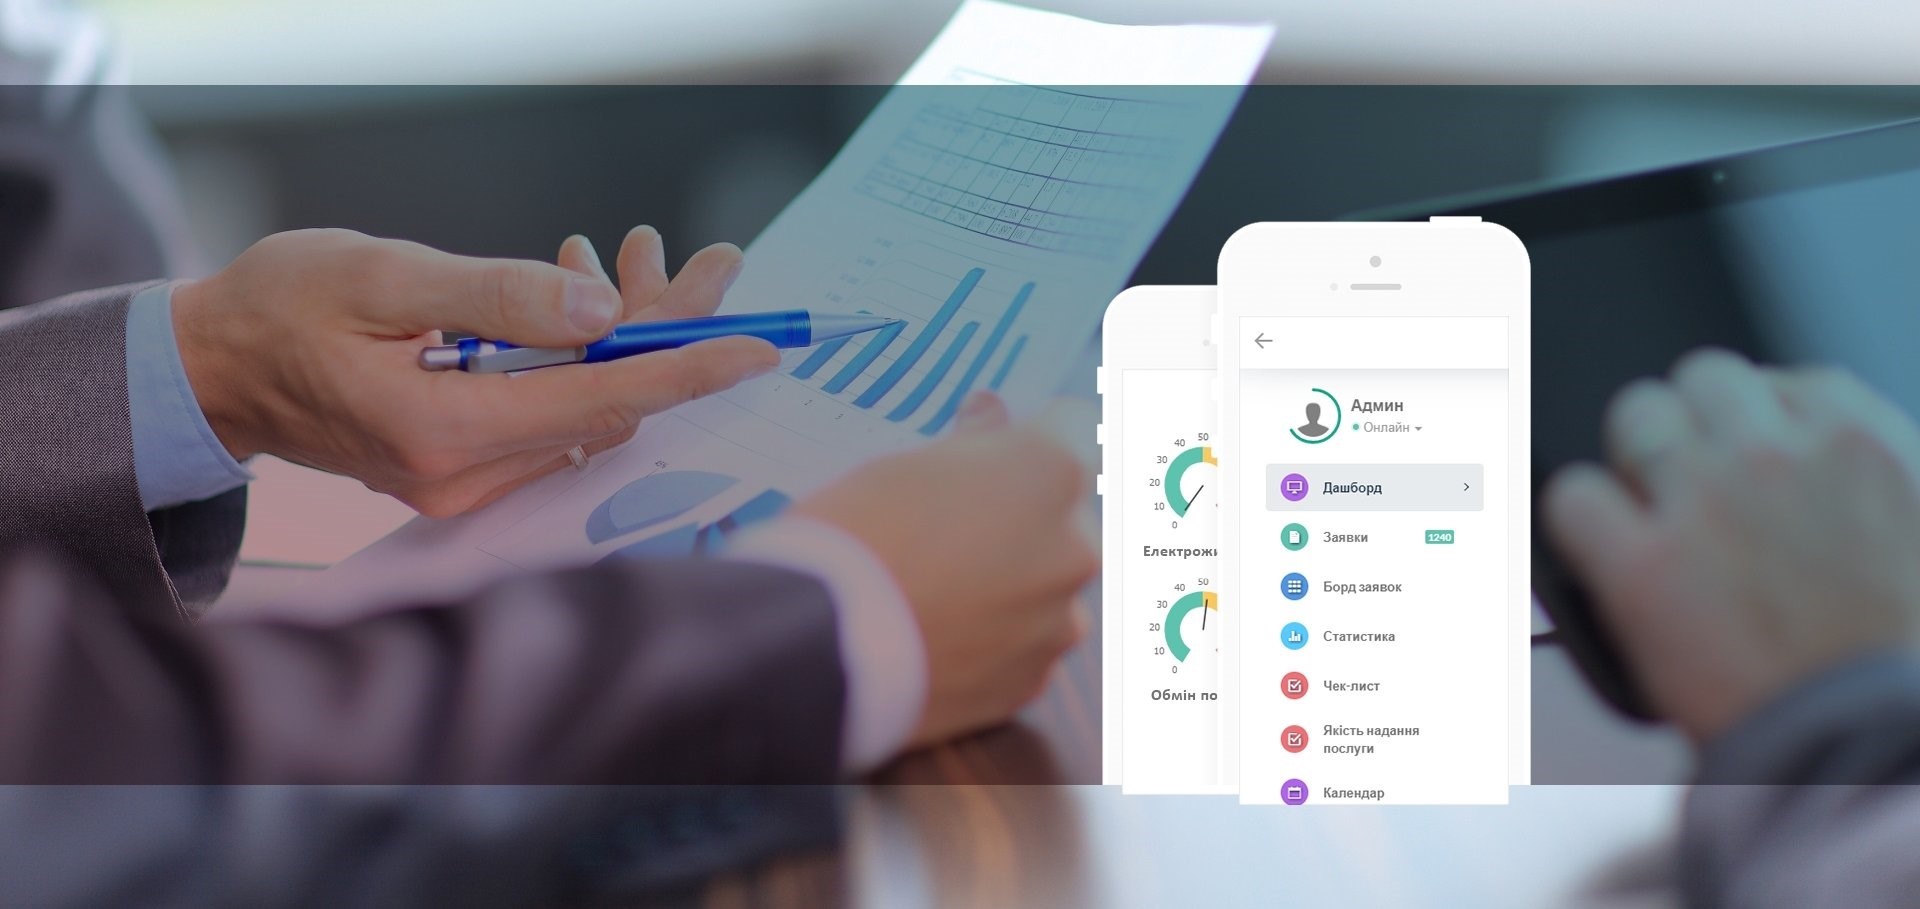 Админ
Онлайн
Дашборд
Заявки 1240
Борд заявок
Статистика
Чек-лист
Якість надання
послуги
Календар
50
40
30
20
10
0
Електрожи
50
40
30
20
10
0
Обмін по